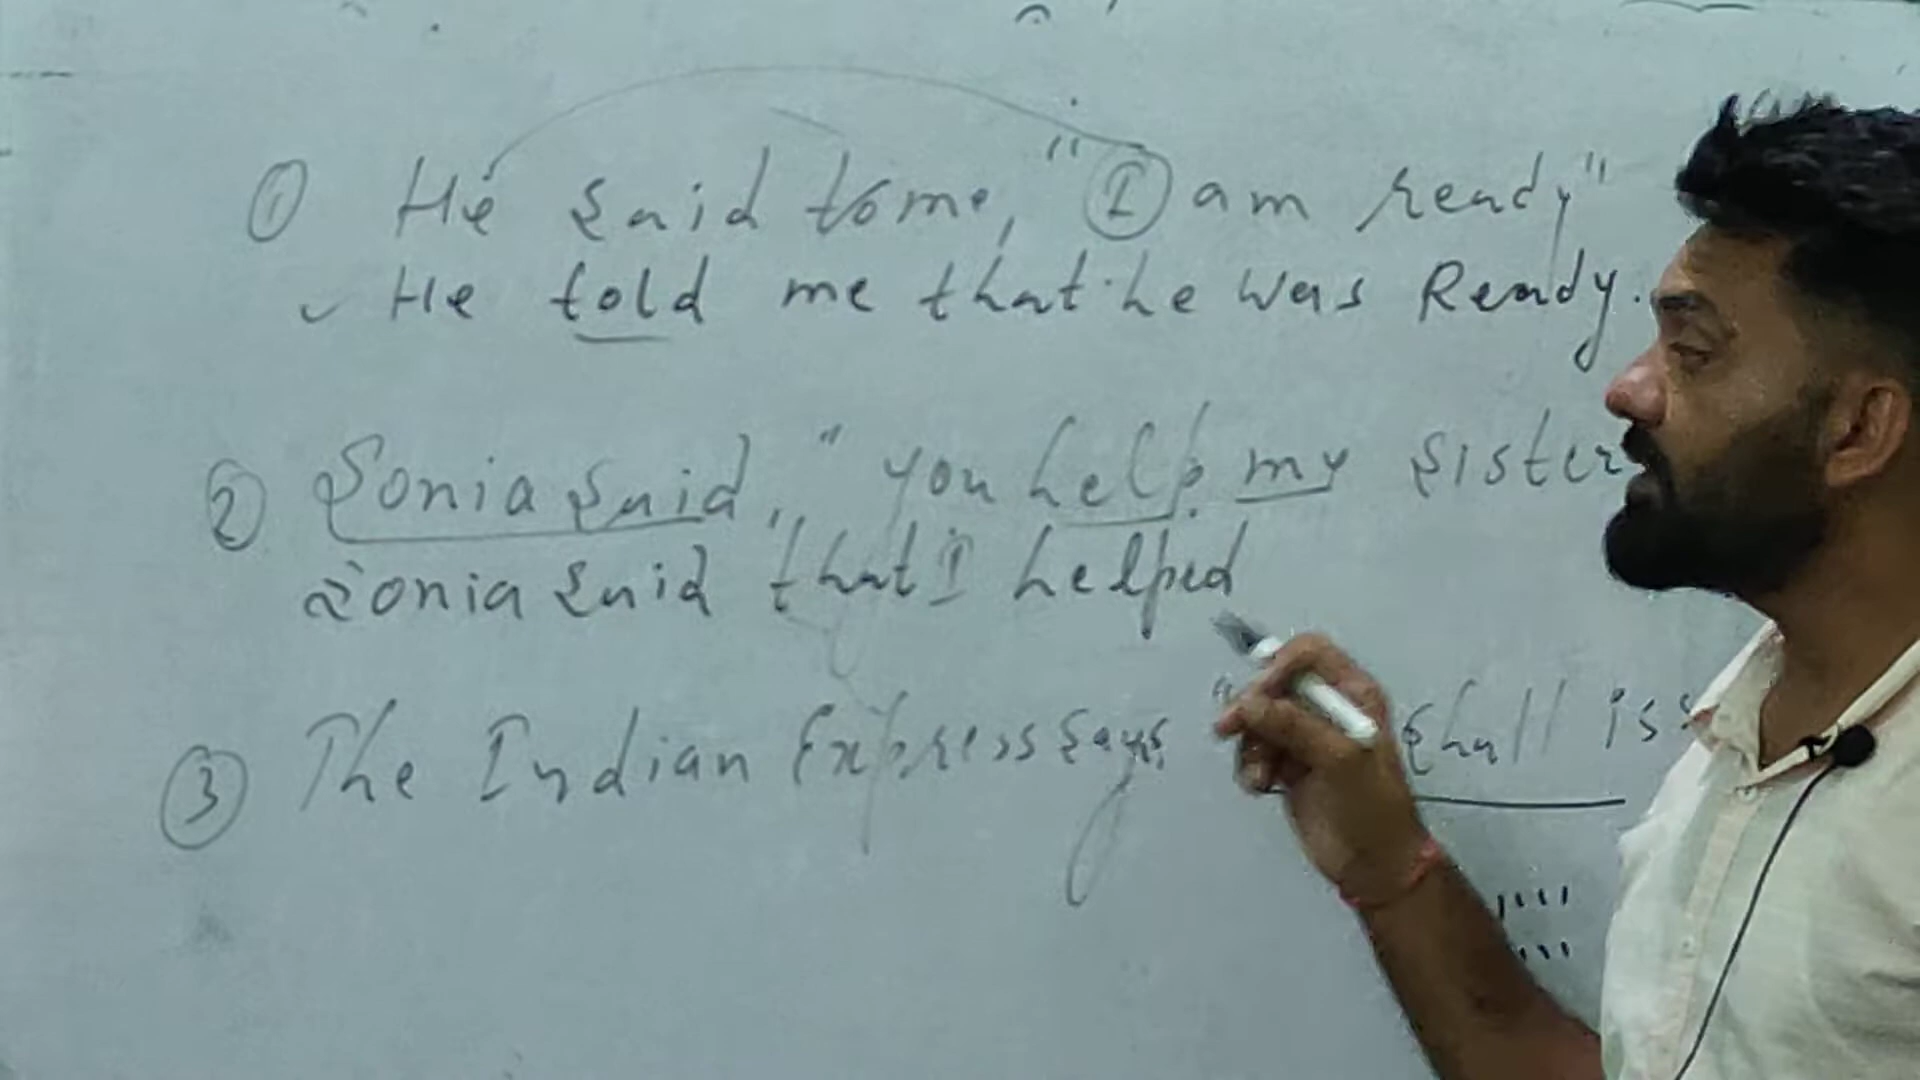 ① He said to me, "I am ready"
He told me that he was Ready.
② Sonia said, "you help my sister
Sonia said that I helped
③ The Indian Express says, " shall iss